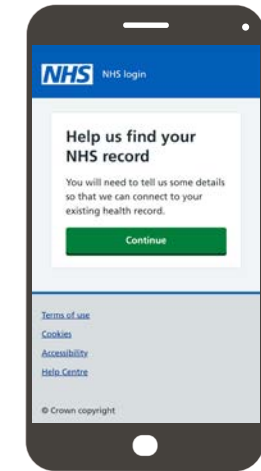 NHS NHS login
Help us find your
NHS record
You will need to tell us some details
so that we can connect to your
existing health record.
Continue
Terms of use
Cookies
Accessibility
Help Centre
© Crown copyright